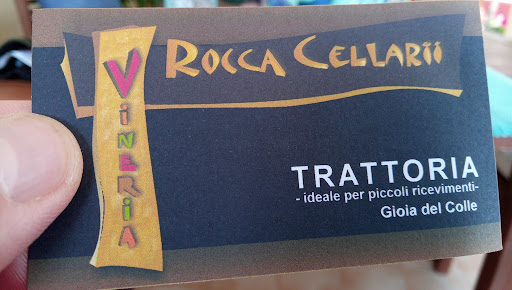 Rocca Cellarii
Vineria
TRATTORIA
- ideale per piccoli ricevimenti-
Gioia del Colle